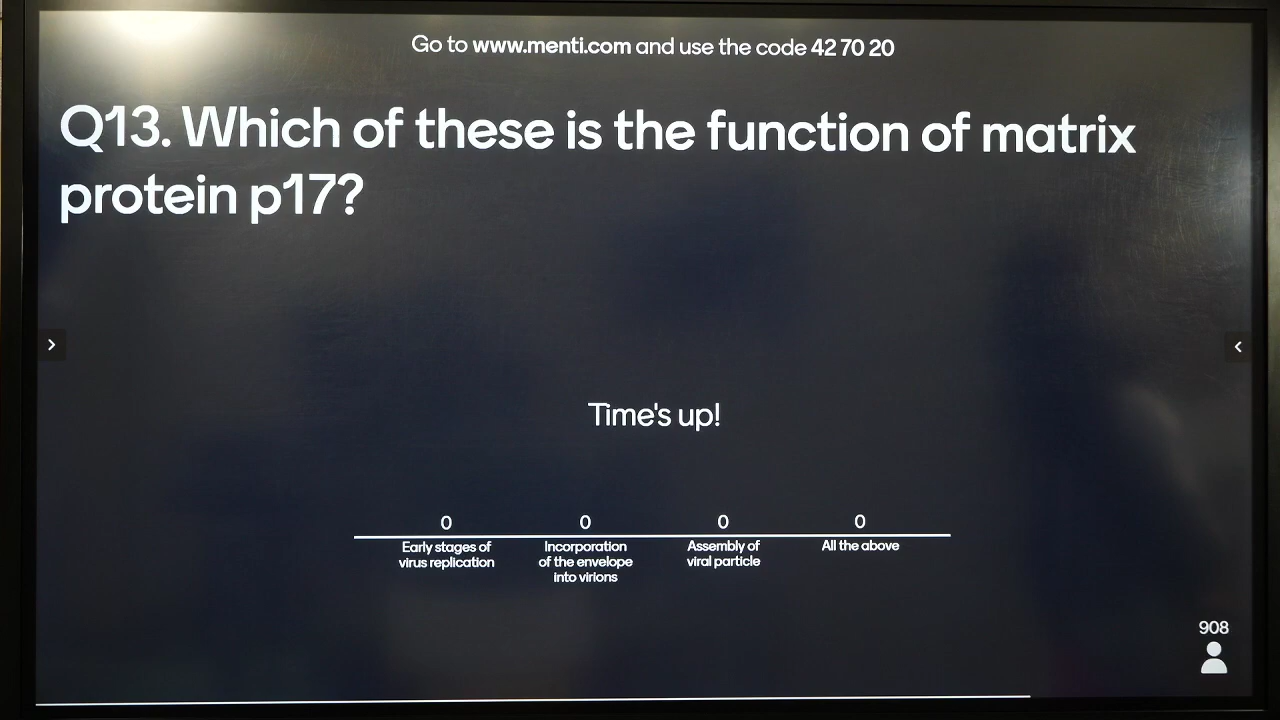 Go to www.menti.com and use the code 42 70 20
Q13. Which of these is the function of matrix
protein p17?
Time's up!
0 0 0 0
Early stages of
virus replication
Incorporation
of the envelope
into virions
Assembly of
viral particle
All the above
908